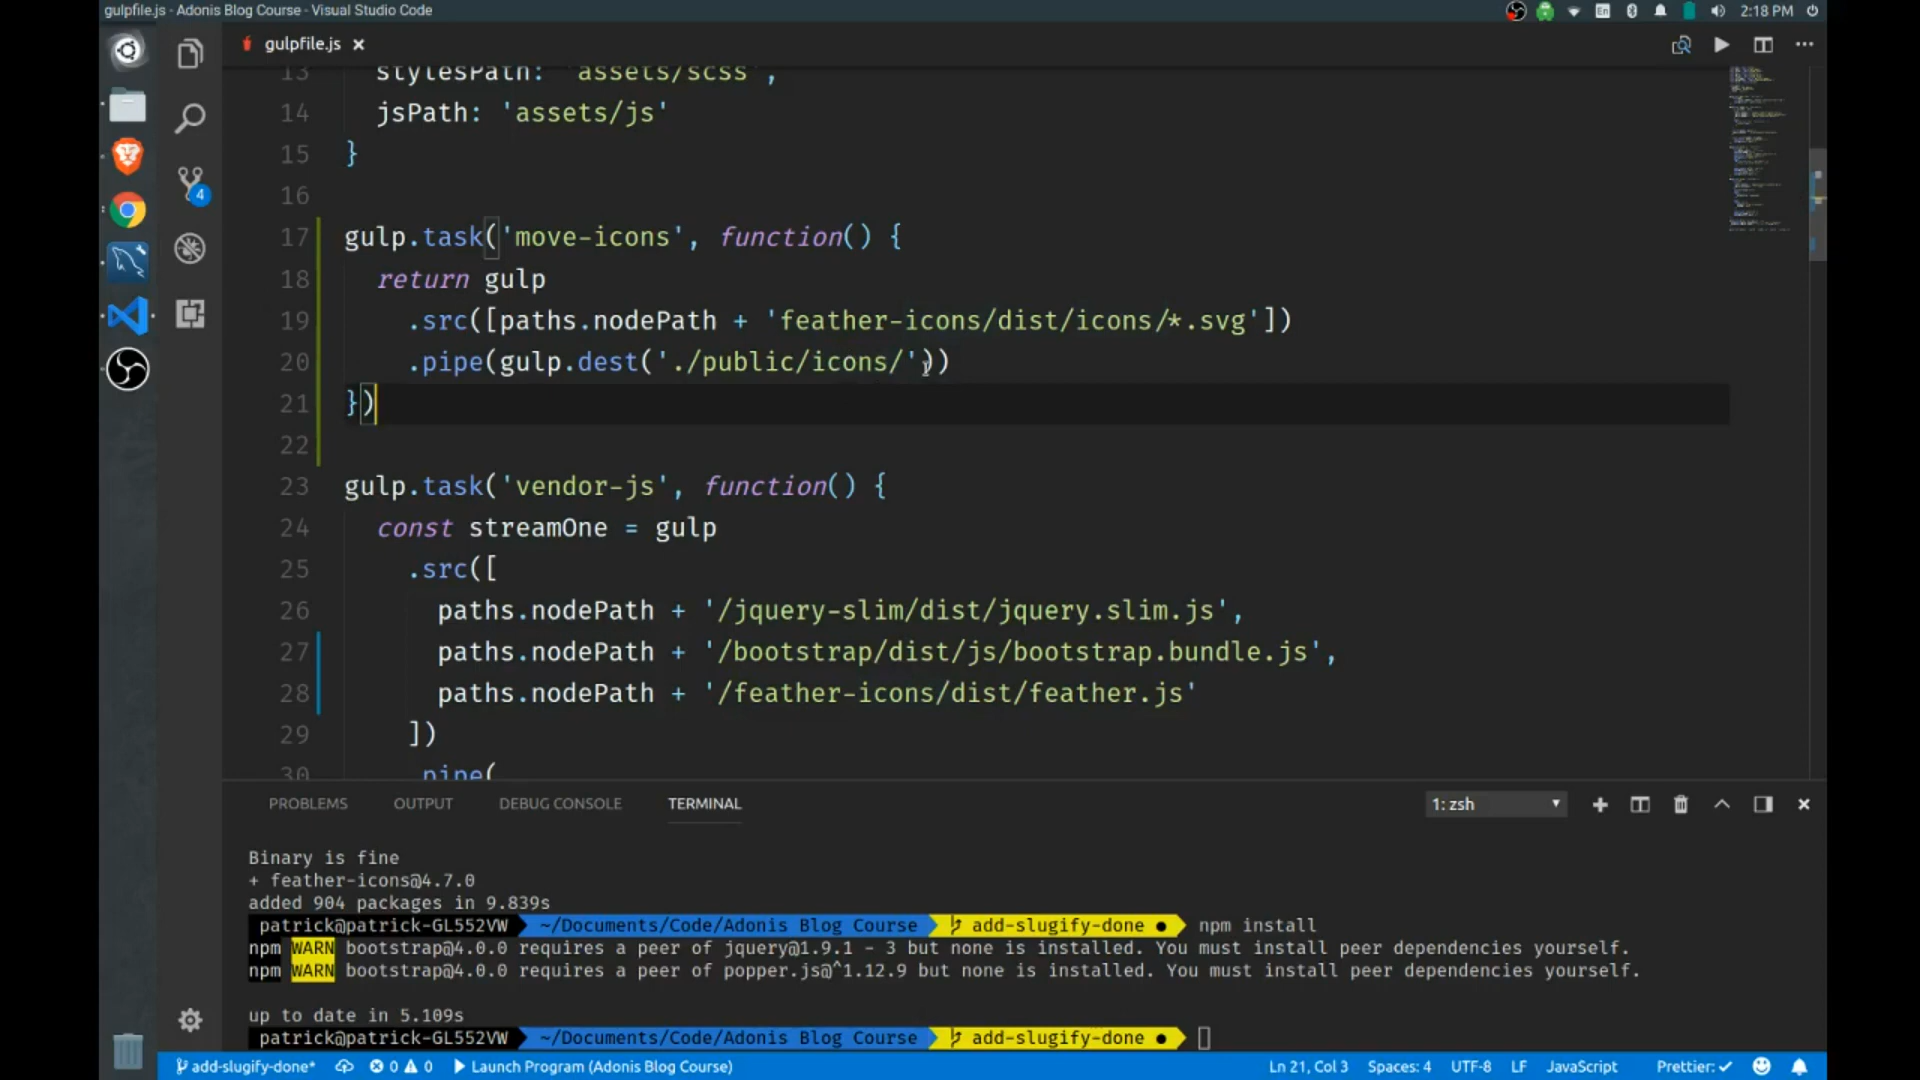 gulpfile.js - Adonis Blog Course - Visual Studio Code
En
2:18 PM
gulpfile.js
4
13 stylesPath: 'assets/scss',
14 jsPath: 'assets/js'
15 }
16
17 gulp.task('move-icons', function() {
18 return gulp
19 .src([paths.nodePath + 'feather-icons/dist/icons/*.svg'])
20 .pipe(gulp.dest('./public/icons/'))
21 })
22
23 gulp.task('vendor-js', function() {
24 const streamOne = gulp
25 .src([
26 paths.nodePath + '/jquery-slim/dist/jquery.slim.js',
27 paths.nodePath + '/bootstrap/dist/js/bootstrap.bundle.js',
28 paths.nodePath + '/feather-icons/dist/feather.js'
29 ])
30 .pipe(
PROBLEMS OUTPUT DEBUG CONSOLE TERMINAL 1: zsh
Binary is fine
+ feather-icons@4.7.0
added 904 packages in 9.839s
patrick@patrick-GL552VW ~/Documents/Code/Adonis Blog Course add-slugify-done ● npm install
npm WARN bootstrap@4.0.0 requires a peer of jquery@1.9.1 - 3 but none is installed. You must install peer dependencies yourself.
npm WARN bootstrap@4.0.0 requires a peer of popper.js@^1.12.9 but none is installed. You must install peer dependencies yourself.
up to date in 5.109s
patrick@patrick-GL552VW ~/Documents/Code/Adonis Blog Course add-slugify-done ●
add-slugify-done* 0 0 Launch Program (Adonis Blog Course) Ln 21, Col 3 Spaces: 4 UTF-8 LF JavaScript Prettier: ✓